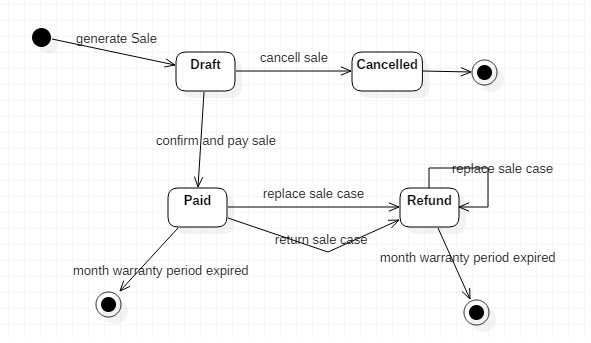 generate Sale
Draft
cancell sale
Cancelled
confirm and pay sale
Paid
replace sale case
Refund
replace sale case
return sale case
month warranty period expired
month warranty period expired